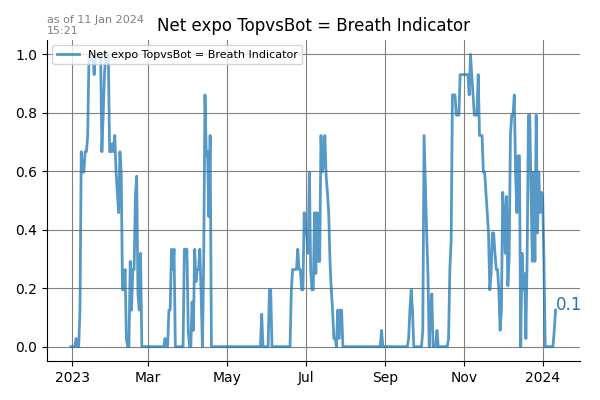 as of 11 Jan 2024
15:21
Net expo TopvsBot = Breath Indicator
Net expo TopvsBot = Breath Indicator
1.0
0.8
0.6
0.4
0.2
0.0
0.1
2023 Mar May Jul Sep Nov 2024